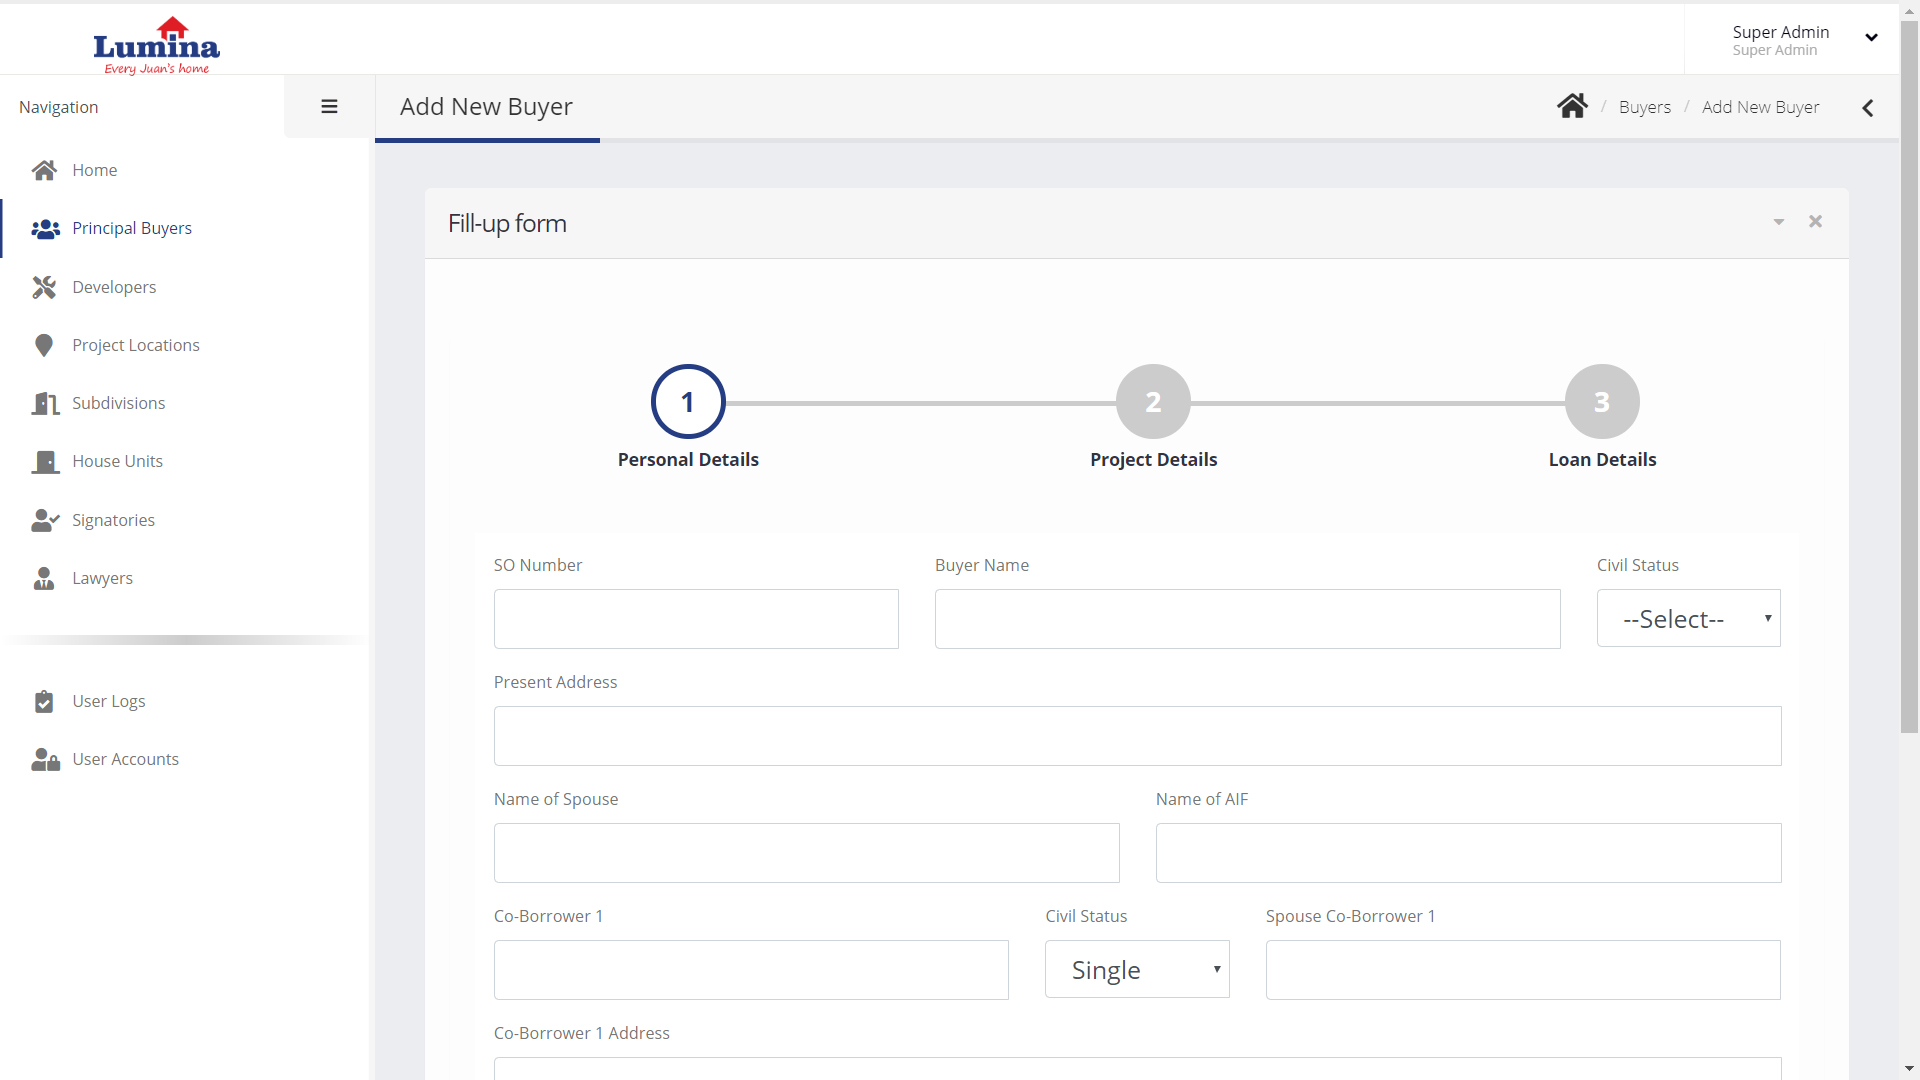 Lumina
Every Juan's home
Super Admin
Super Admin
Navigation
Add New Buyer
/ Buyers / Add New Buyer
Home
Principal Buyers
Developers
Project Locations
Subdivisions
House Units
Signatories
Lawyers
User Logs
User Accounts
Fill-up form
1
2
3
Personal Details
Project Details
Loan Details
SO Number
Buyer Name
Civil Status
--Select--
Present Address
Name of Spouse
Name of AIF
Co-Borrower 1
Civil Status
Spouse Co-Borrower 1
Single
Co-Borrower 1 Address